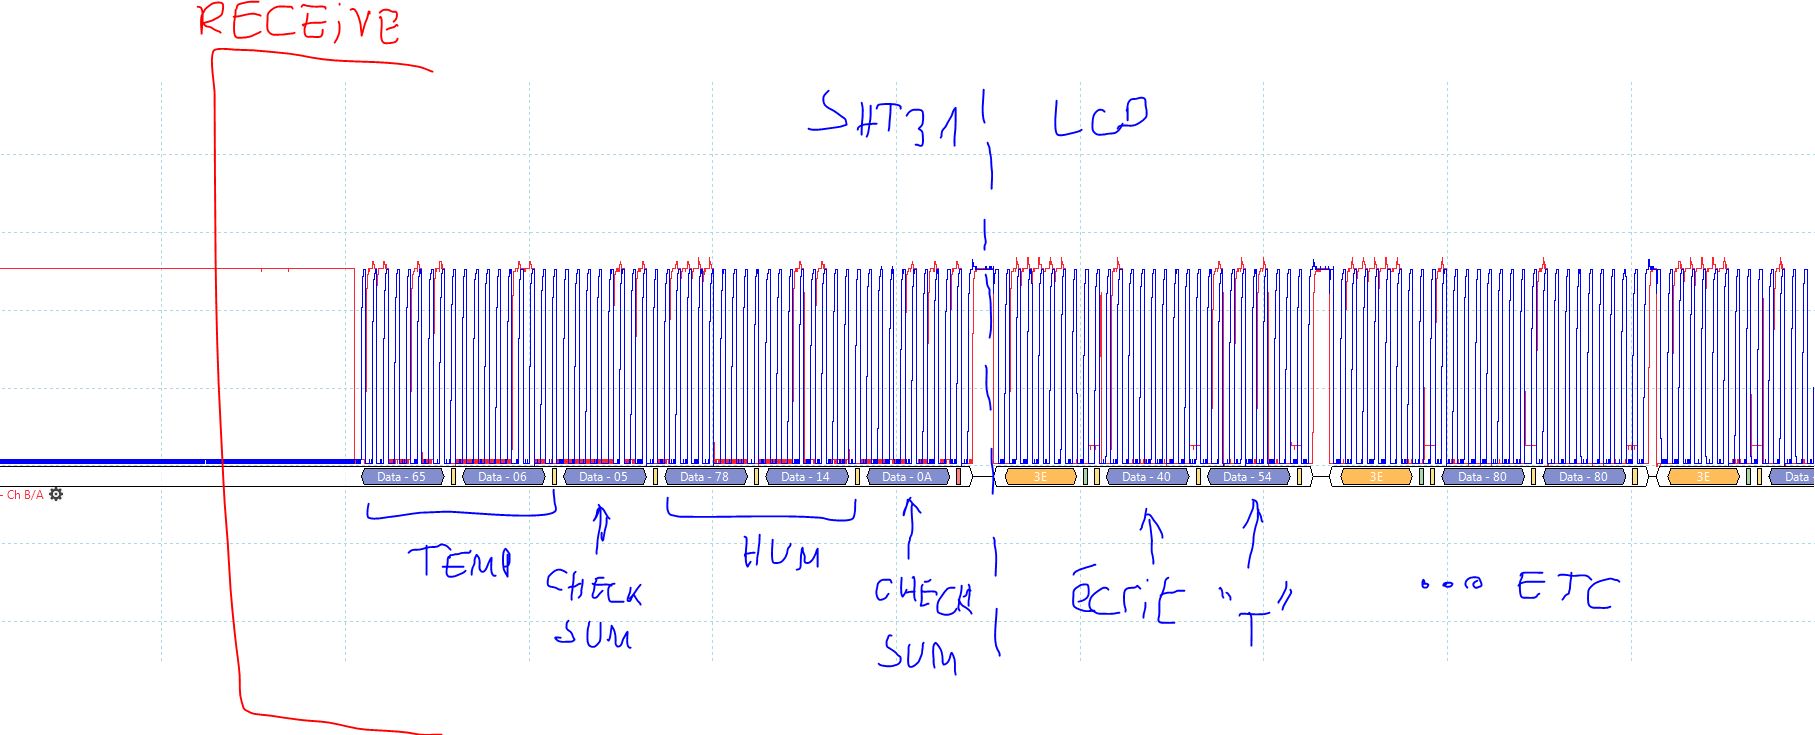 RECEiVE
SHT31 LCD
Data - 65 Data - 06 Data - 05 Data - 78 Data - 14 Data - 0A 3E Data - 40 Data - 54 3E Data - 80 Data - 80 3E Data -
- Ch B/A
TEMP
CHECK
SUM
HUM
CHECK
SUM
écrit
"T"
... ETC